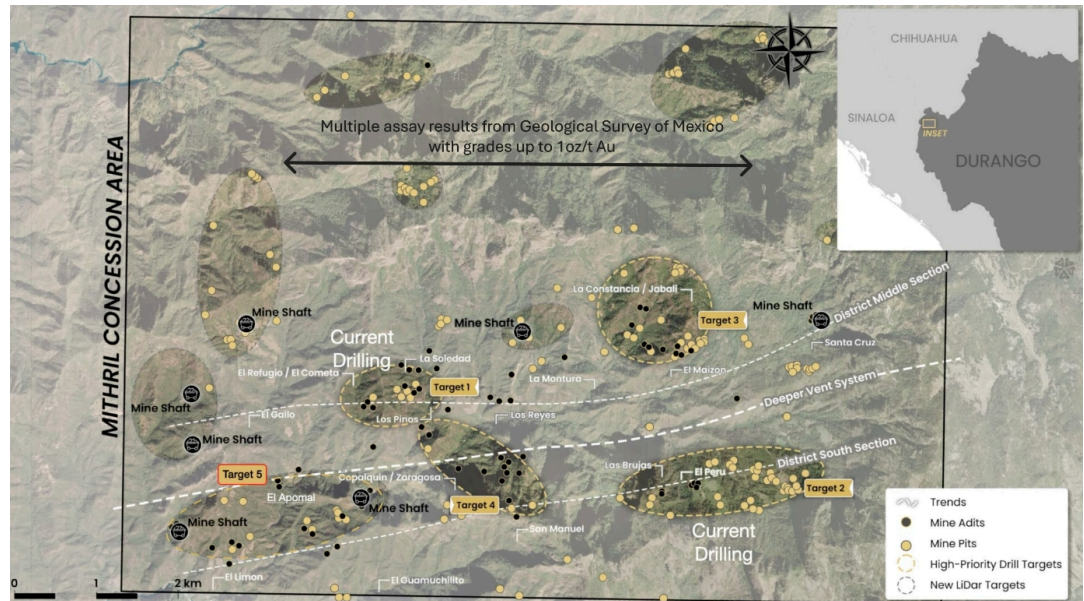 MITHRIL CONCESSION AREA
Multiple assay results from Geological Survey of Mexico
with grades up to 1oz/t Au
CHIHUAHUA
SINALOA
INSET
DURANGO
La Constancia / Jabali
Mine Shaft
District Middle Section
Target 3
Mine Shaft
Mine Shaft
Santa Cruz
Current
Drilling
La Soledad
El Refugio / El Cometa
Target 1
La Montura
El Maizon
Deeper Vent System
Mine Shaft
El Gallo
Los Pinos
Los Reyes
Mine Shaft
District South Section
Target 5
Copalquin / Zaragosa
Las Brujas
El Peru
Target 2
El Apomal
Mine Shaft
Target 4
Mine Shaft
San Manuel
Current
Drilling
El Limon
El Guamuchilito
0 1 2 km
Trends
Mine Adits
Mine Pits
High-Priority Drill Targets
New LiDar Targets